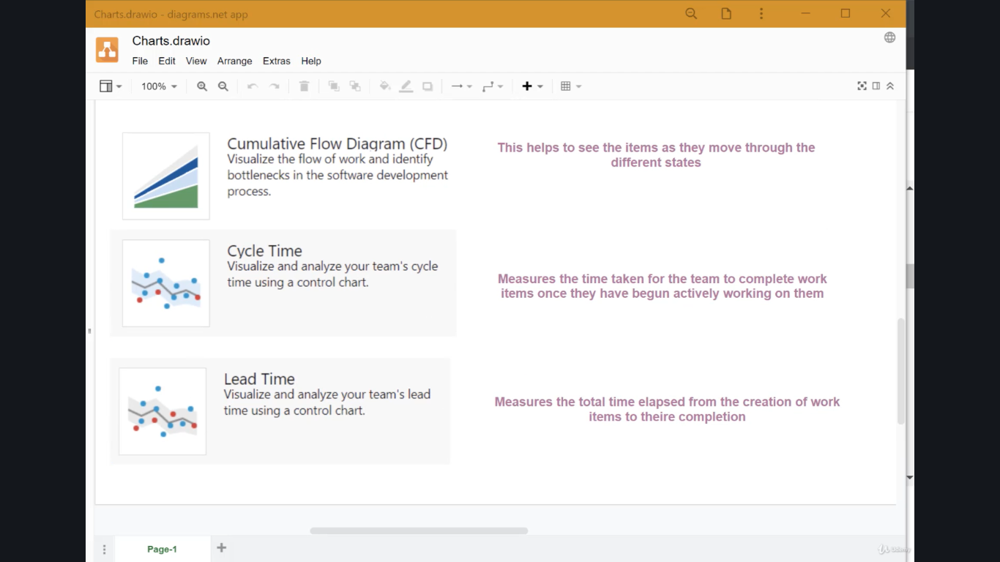 Charts.drawio - diagrams.net app
Charts.drawio
File Edit View Arrange Extras Help
100%
Cumulative Flow Diagram (CFD)
Visualize the flow of work and identify
bottlenecks in the software development
process.
This helps to see the items as they move through the
different states
Cycle Time
Visualize and analyze your team's cycle
time using a control chart.
Measures the time taken for the team to complete work
items once they have begun actively working on them
Lead Time
Visualize and analyze your team's lead
time using a control chart.
Measures the total time elapsed from the creation of work
items to theire completion
Page-1
Udemy